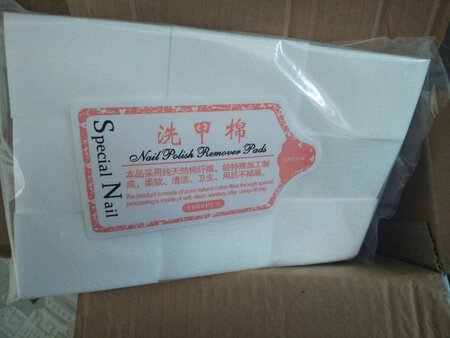 Special Nail
洗甲棉
Nail Polish Remover Pads
OPEN
本品采用纯天然棉纤维，经特殊加工制
成，柔软、清洁、卫生，用后不掉屑。
The product is made of pure natural cotton fiber, through special
processing is made of soft, clean, sanitary, after using off chip.
1000PCS